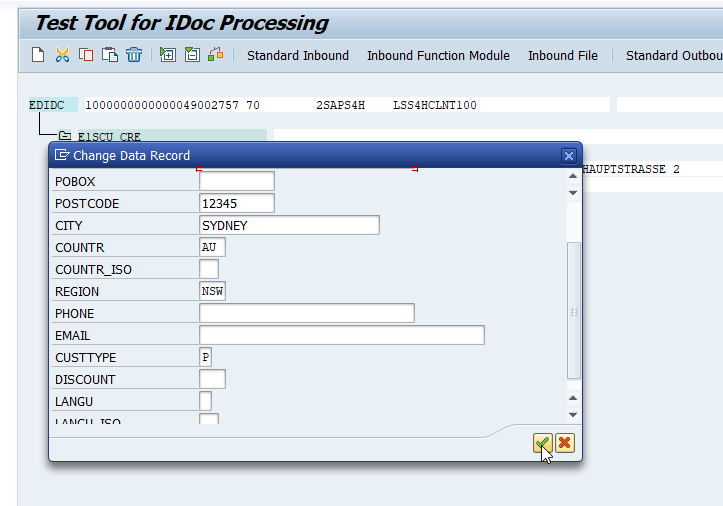 Test Tool for IDoc Processing
Standard Inbound Inbound Function Module Inbound File Standard Outbou
EDIDC 1000000000000049002757 70 2SAPS4H LSS4HCLNT100
E1SCU_CRE
Change Data Record
HAUPTSTRASSE 2
POBOX
POSTCODE 12345
CITY SYDNEY
COUNTR AU
COUNTR_ISO
REGION NSW
PHONE
EMAIL
CUSTTYPE P
DISCOUNT
LANGU
LANGU_ISO